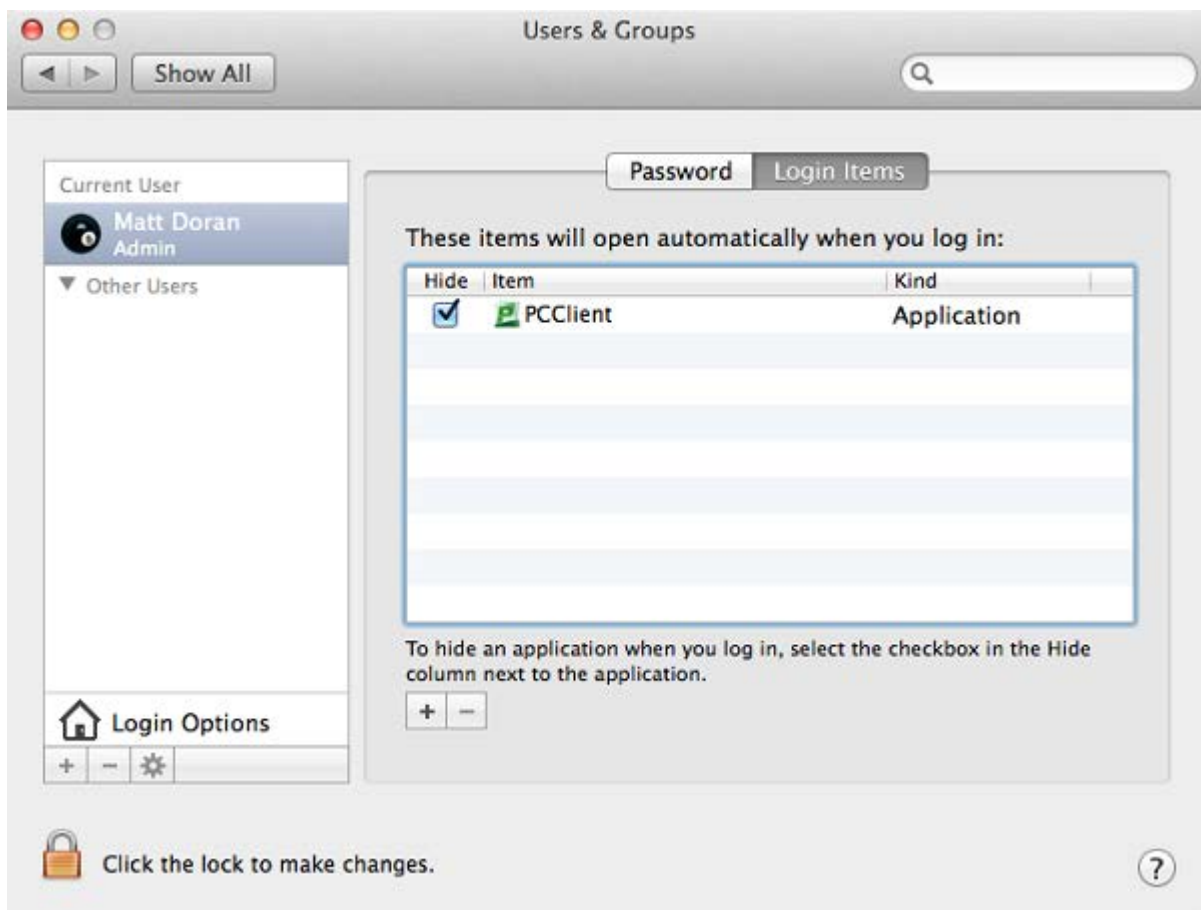 Users & Groups
Show All
Current User
Matt Doran
Admin
Other Users
Login Options
Password
Login Items
These items will open automatically when you log in:
Hide Item Kind
PCClient Application
To hide an application when you log in, select the checkbox in the Hide
column next to the application.
+ −
+ −
Click the lock to make changes.
?